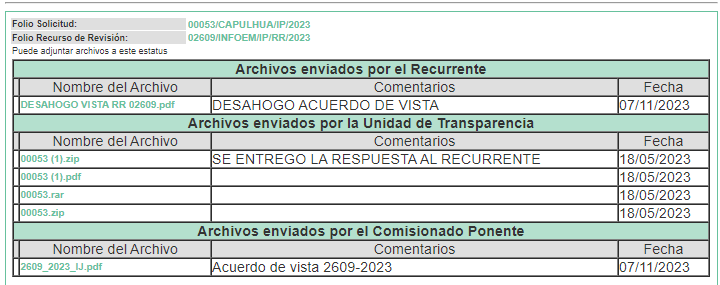 Folio Solicitud: 00053/CAPULHUA/IP/2023
Folio Recurso de Revisión: 02609/INFOEM/IP/RR/2023
Puede adjuntar archivos a este estatus
Archivos enviados por el Recurrente
Nombre del Archivo Comentarios Fecha
DESAHOGO VISTA RR 02609.pdf DESAHOGO ACUERDO DE VISTA 07/11/2023
Archivos enviados por la Unidad de Transparencia
Nombre del Archivo Comentarios Fecha
00053 (1).zip SE ENTREGO LA RESPUESTA AL RECURRENTE 18/05/2023
00053 (1).pdf 18/05/2023
00053.rar 18/05/2023
00053.zip 18/05/2023
Archivos enviados por el Comisionado Ponente
Nombre del Archivo Comentarios Fecha
2609_2023_IJ.pdf Acuerdo de vista 2609-2023 07/11/2023